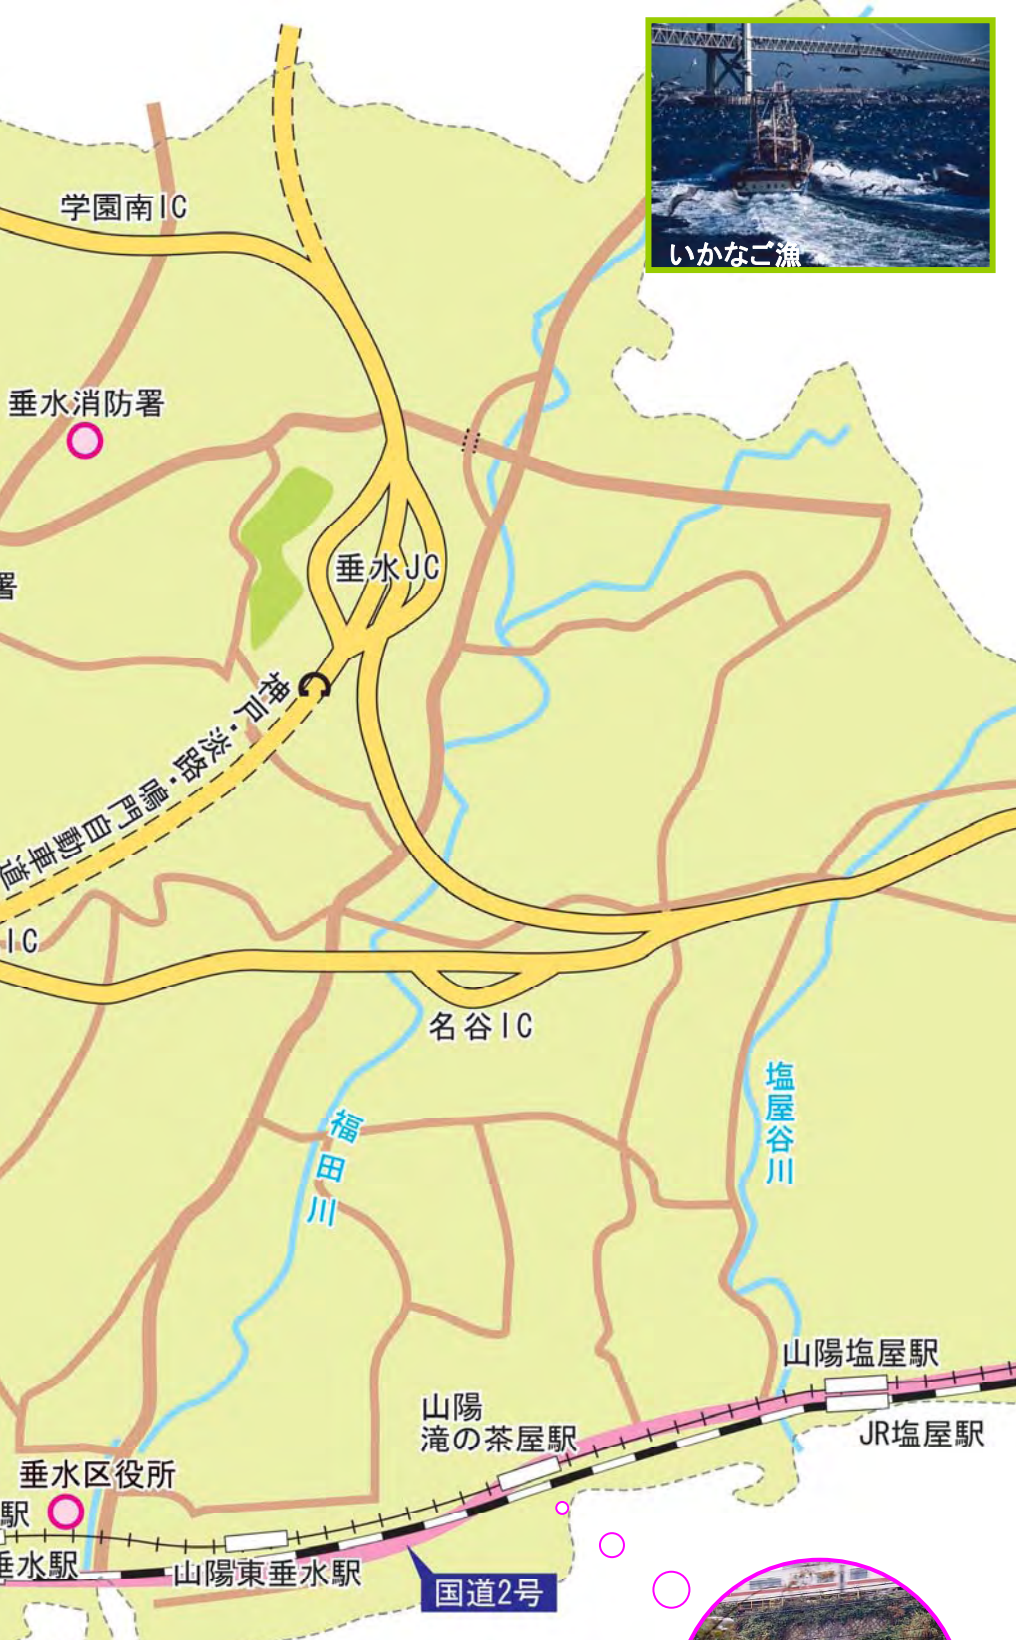 いかなご漁
学園南IC
垂水消防署
署
垂水JC
神戸・淡路・鳴門自動車道
IC
名谷IC
塩屋谷川
福田川
山陽塩屋駅
山陽
滝の茶屋駅
JR塩屋駅
垂水区役所
駅
垂水駅
山陽東垂水駅
国道2号